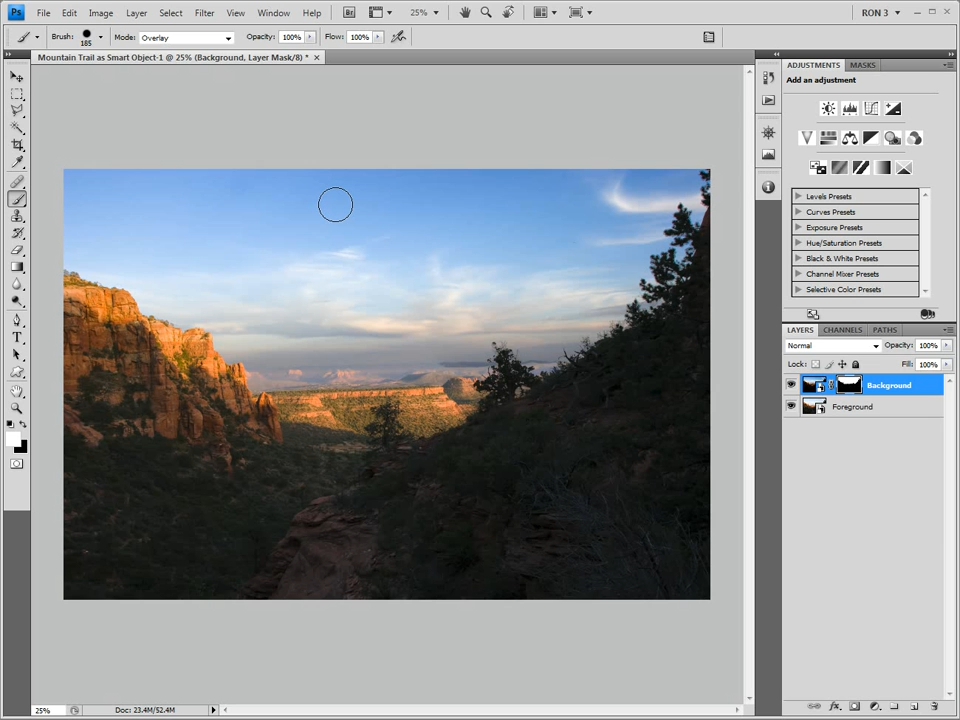 Ps File Edit Image Layer Select Filter View Window Help Br 25% RON 3
Brush: 185 Mode: Overlay Opacity: 100% Flow: 100%
Mountain Trail as Smart Object-1 @ 25% (Background, Layer Mask/8) *
ADJUSTMENTS MASKS
Add an adjustment
Levels Presets
Curves Presets
Exposure Presets
Hue/Saturation Presets
Black & White Presets
Channel Mixer Presets
Selective Color Presets
LAYERS CHANNELS PATHS
Normal Opacity: 100%
Lock: Fill: 100%
Background
Foreground
25% Doc: 23.4M/52.4M